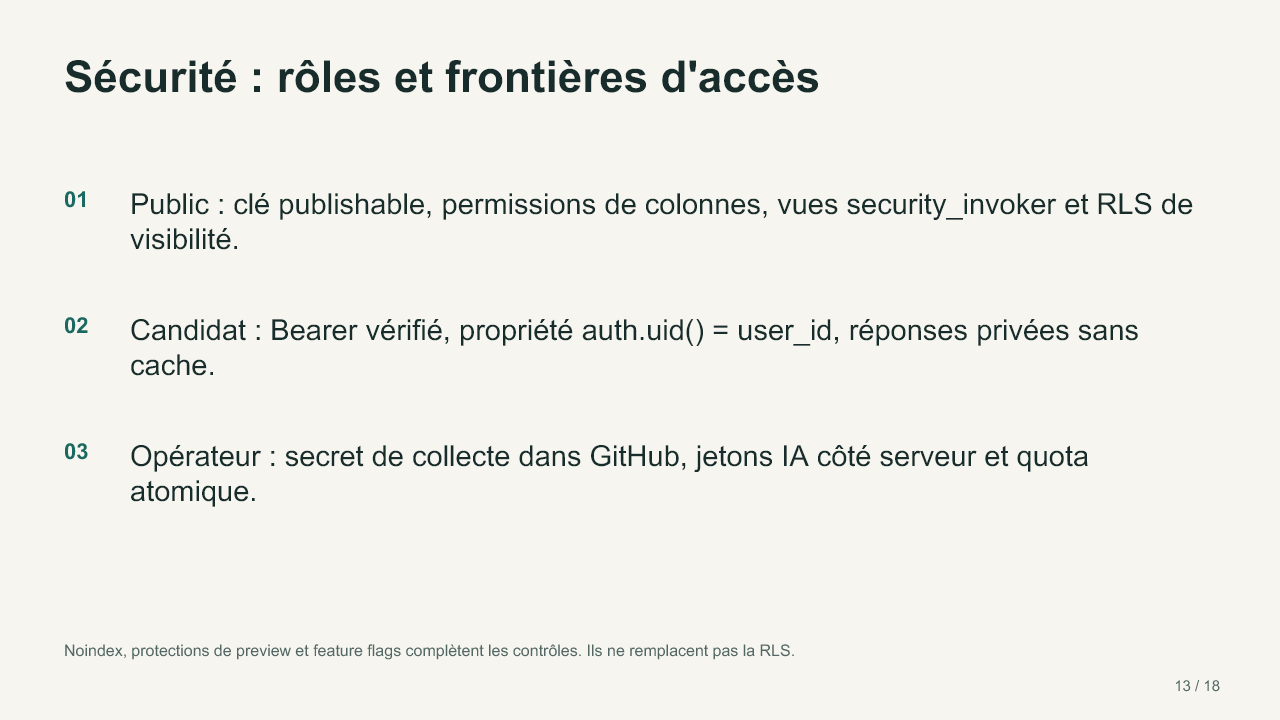 Sécurité : rôles et frontières d'accès
01 Public : clé publishable, permissions de colonnes, vues security_invoker et RLS de
visibilité.
02 Candidat : Bearer vérifié, propriété auth.uid() = user_id, réponses privées sans
cache.
03 Opérateur : secret de collecte dans GitHub, jetons IA côté serveur et quota
atomique.
Noindex, protections de preview et feature flags complètent les contrôles. Ils ne remplacent pas la RLS.
13 / 18